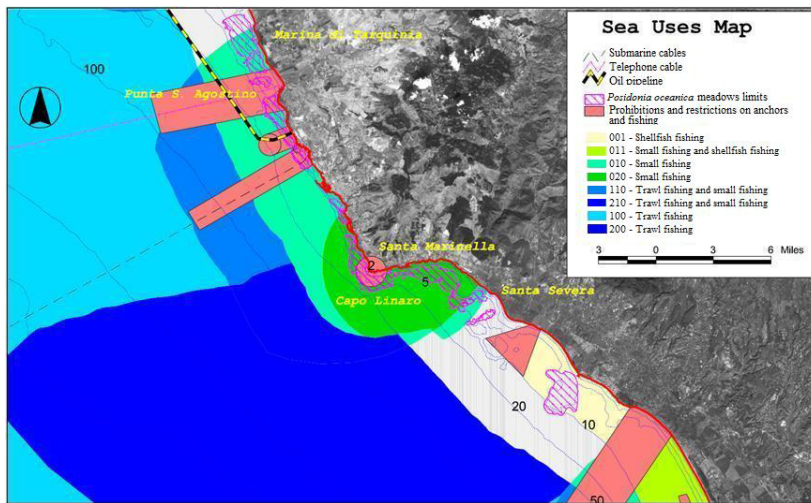 Sea Uses Map
Submarine cables
Telephone cable
Oil pipeline
Posidonia oceanica meadows limits
Prohibitions and restrictions on anchors
and fishing
001 - Shellfish fishing
011 - Small fishing and shellfish fishing
010 - Small fishing
020 - Small fishing
110 - Trawl fishing and small fishing
210 - Trawl fishing and small fishing
100 - Trawl fishing
200 - Trawl fishing
3 0 3 6 Miles
Marina di Tarquinia
100
Punta S. Agostino
Santa Marinella
2
5
Santa Severa
Capo Linaro
20
10
50